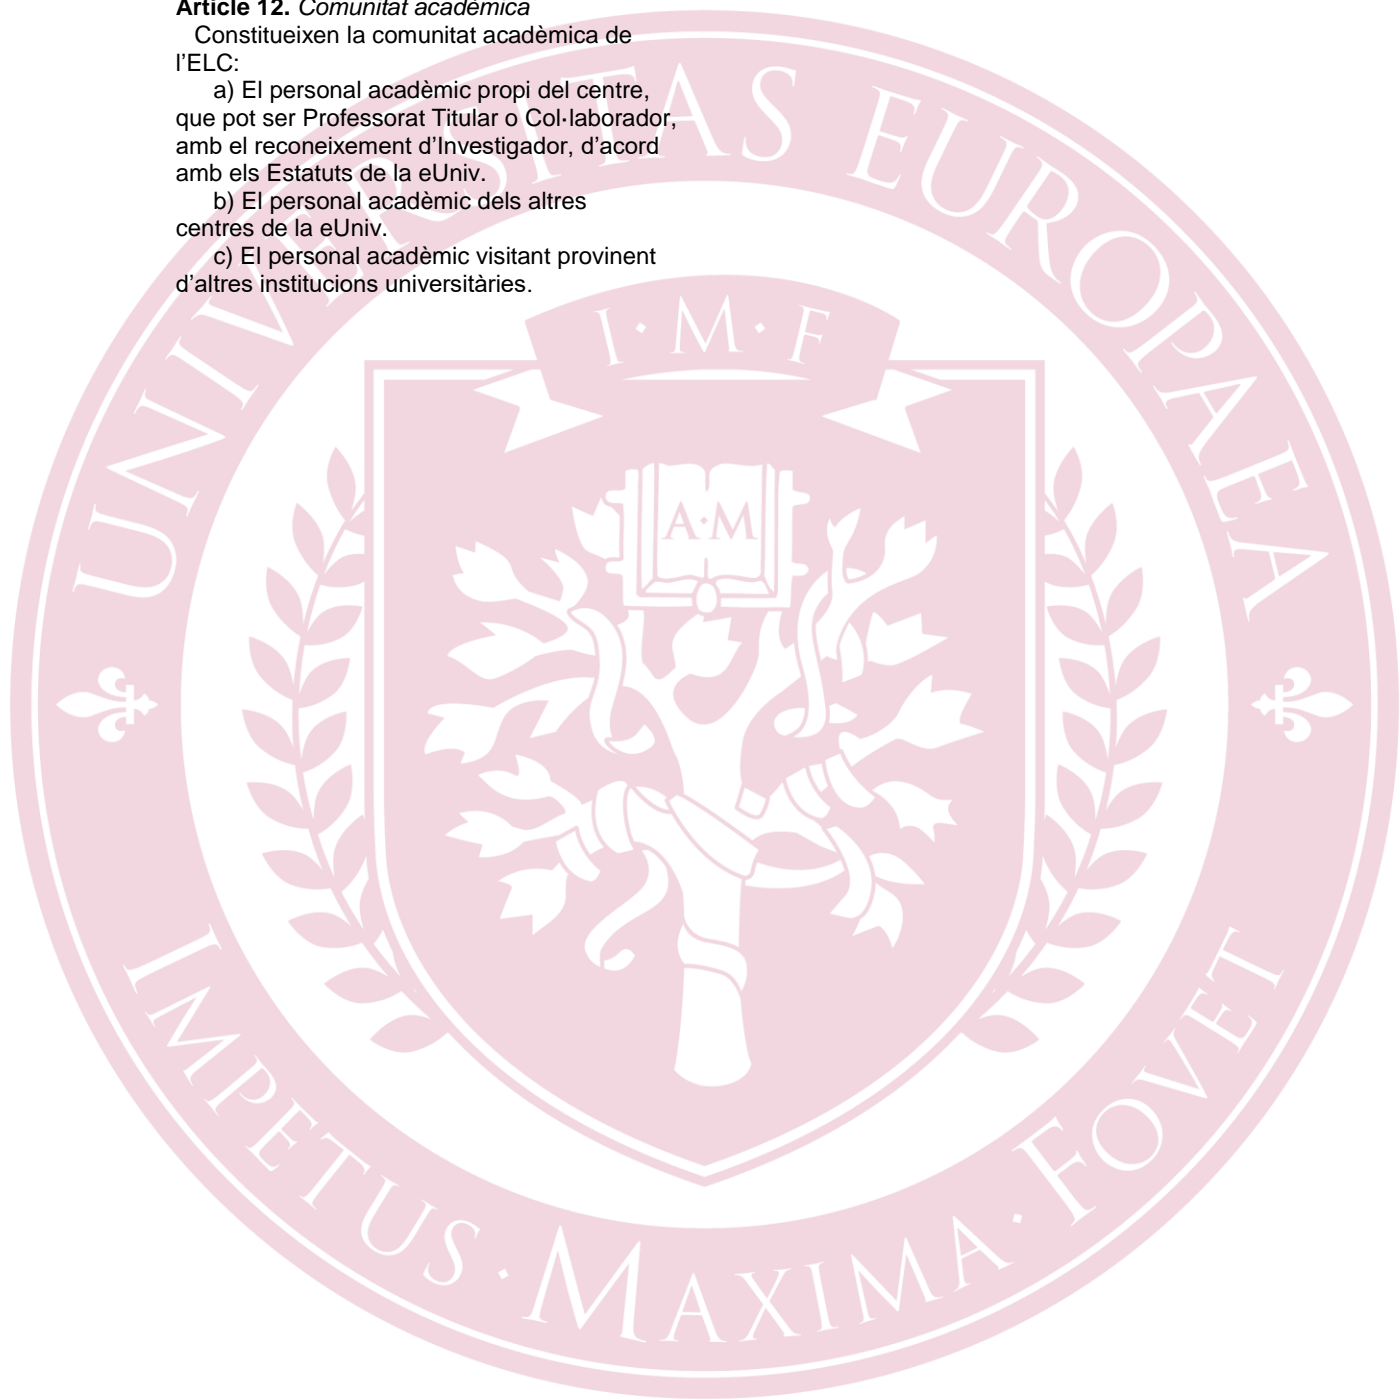 Article 12. Comunitat acadèmica
Constitueixen la comunitat acadèmica de
l’ELC:
a) El personal acadèmic propi del centre,
que pot ser Professorat Titular o Col·laborador,
amb el reconeixement d’Investigador, d’acord
amb els Estatuts de la eUniv.
b) El personal acadèmic dels altres
centres de la eUniv.
c) El personal acadèmic visitant provinent
d’altres institucions universitàries.
UNIVERSITAS EUROPAEA
I·M·F
A·M
IMPETUS · MAXIMA · FOVET